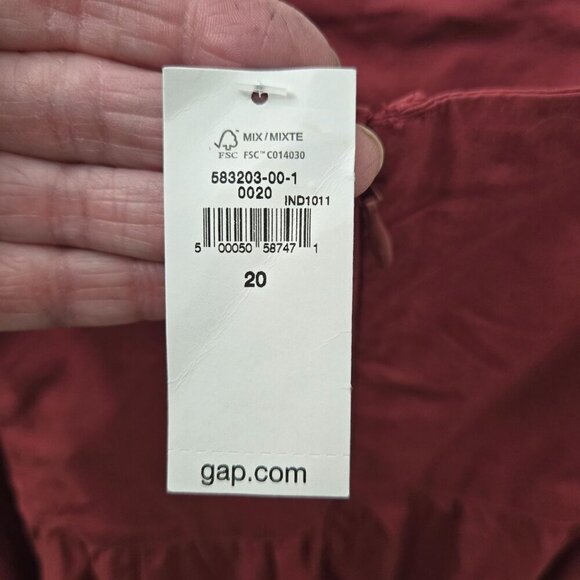 MIX / MIXTE
FSC FSC™ C014030
583203-00-1
0020
IND1011
5 00050 58747 1
20
gap.com